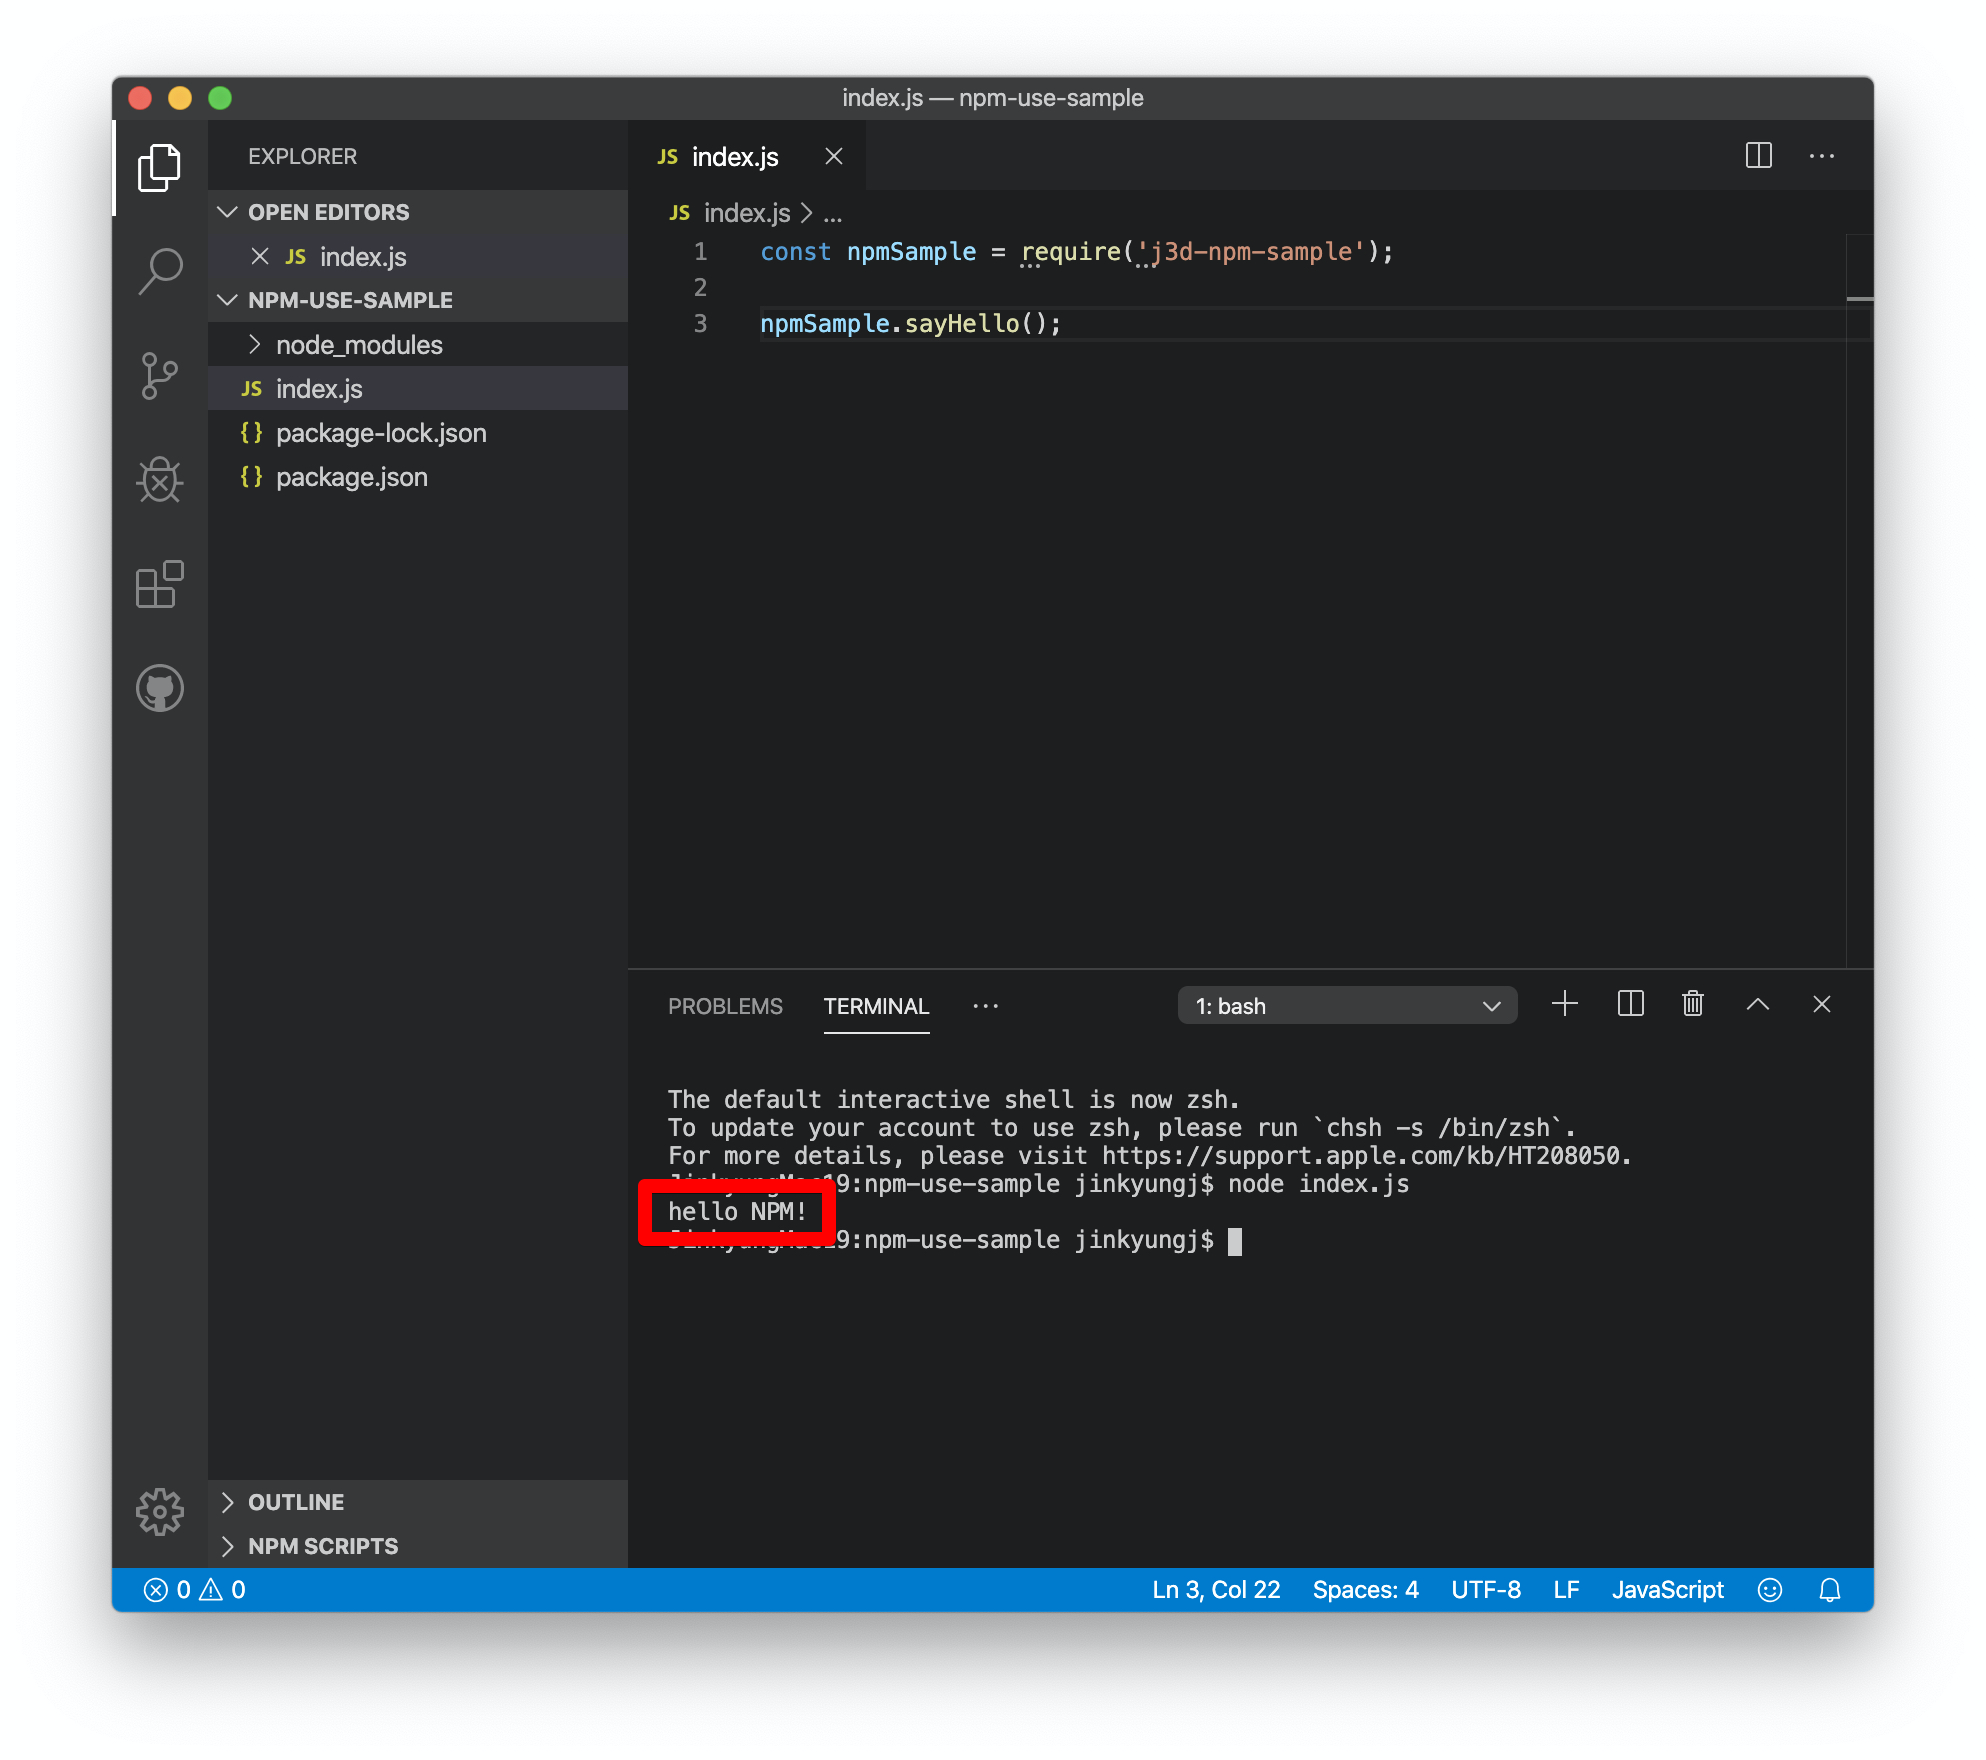 index.js — npm-use-sample
EXPLORER
OPEN EDITORS
JS index.js
NPM-USE-SAMPLE
node_modules
JS index.js
{} package-lock.json
{} package.json
OUTLINE
NPM SCRIPTS
JS index.js
JS index.js > ...
1 const npmSample = require('j3d-npm-sample');
2
3 npmSample.sayHello();
PROBLEMS TERMINAL ... 1: bash
The default interactive shell is now zsh.
To update your account to use zsh, please run `chsh -s /bin/zsh`.
For more details, please visit https://support.apple.com/kb/HT208050.
JinkyungMac19:npm-use-sample jinkyungj$ node index.js
hello NPM!
JinkyungMac19:npm-use-sample jinkyungj$
0 0 Ln 3, Col 22 Spaces: 4 UTF-8 LF JavaScript